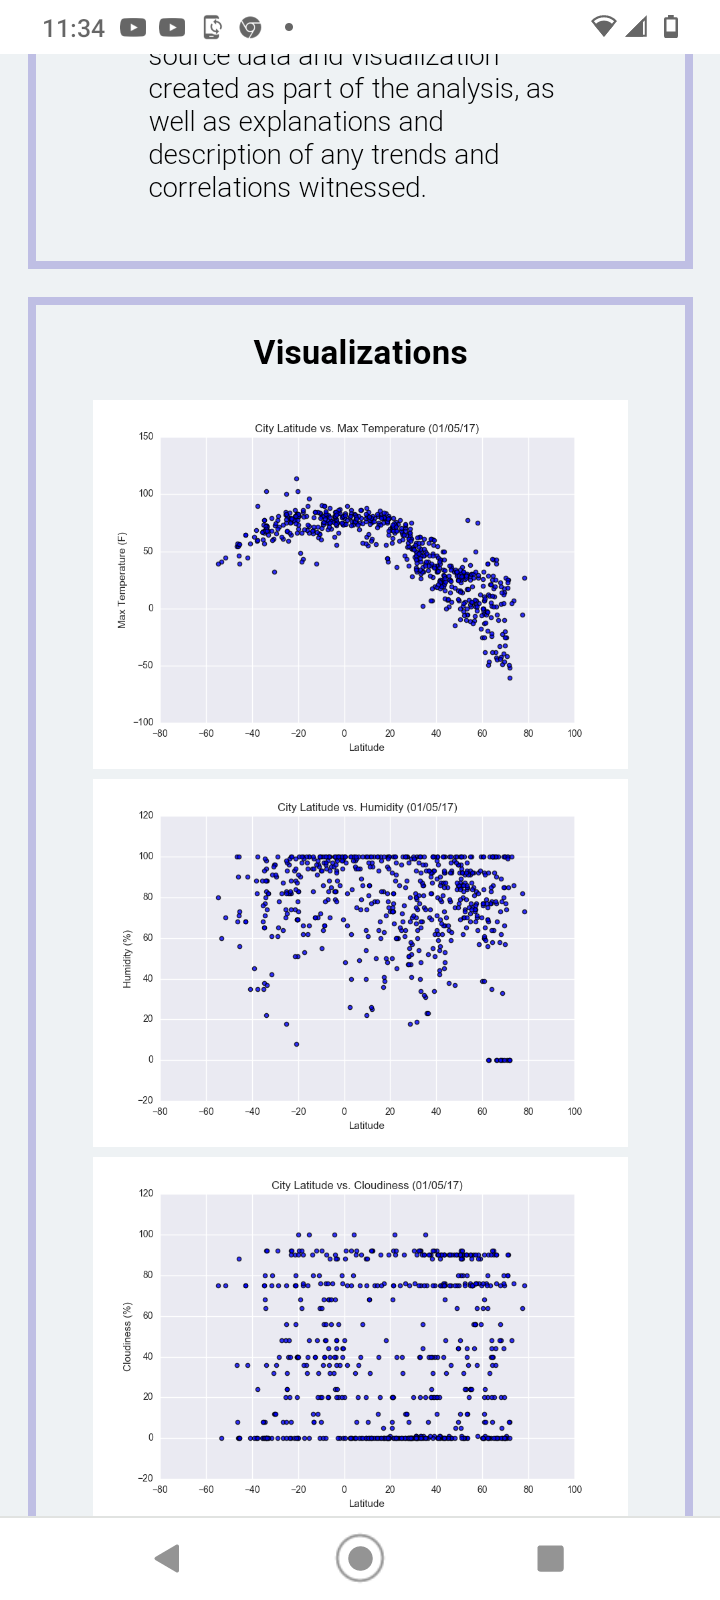 11:34
source data and visualization
created as part of the analysis, as
well as explanations and
description of any trends and
correlations witnessed.
Visualizations
City Latitude vs. Max Temperature (01/05/17)
150
100
50
0
−50
−100
Max Temperature (F)
−80 −60 −40 −20 0 20 40 60 80 100
Latitude
City Latitude vs. Humidity (01/05/17)
120
100
80
60
40
20
0
−20
Humidity (%)
−80 −60 −40 −20 0 20 40 60 80 100
Latitude
City Latitude vs. Cloudiness (01/05/17)
120
100
80
60
40
20
0
−20
Cloudiness (%)
−80 −60 −40 −20 0 20 40 60 80 100
Latitude